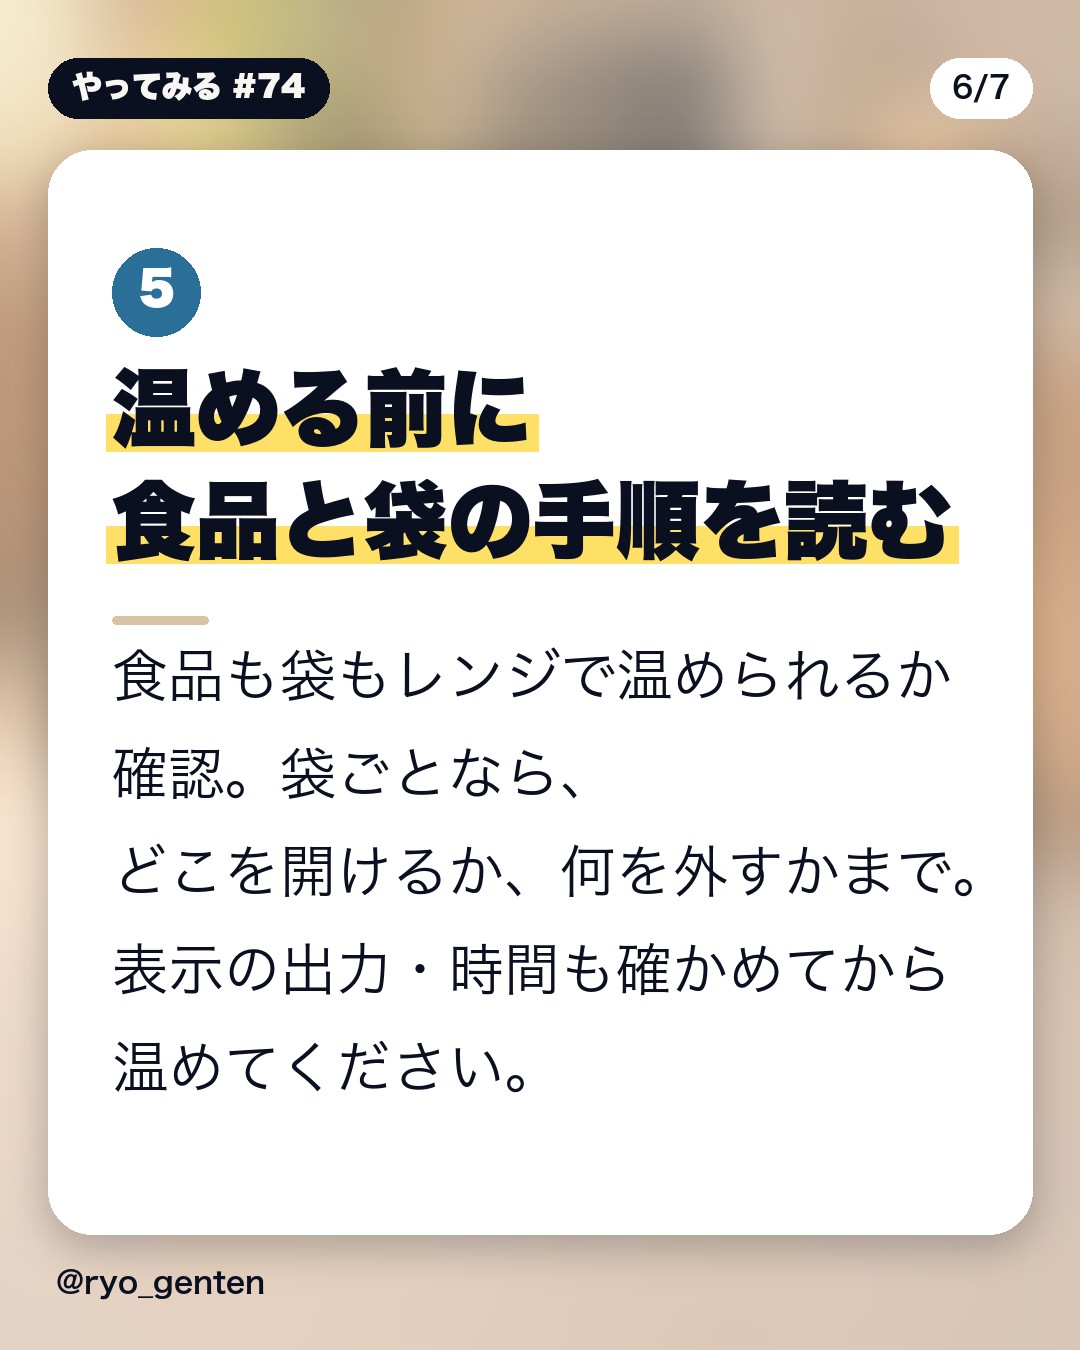 やってみる #74
6/7
5
温める前に
食品と袋の手順を読む
食品も袋もレンジで温められるか
確認。袋ごとなら、
どこを開けるか、何を外すかまで。
表示の出力・時間も確かめてから
温めてください。
@ryo_genten